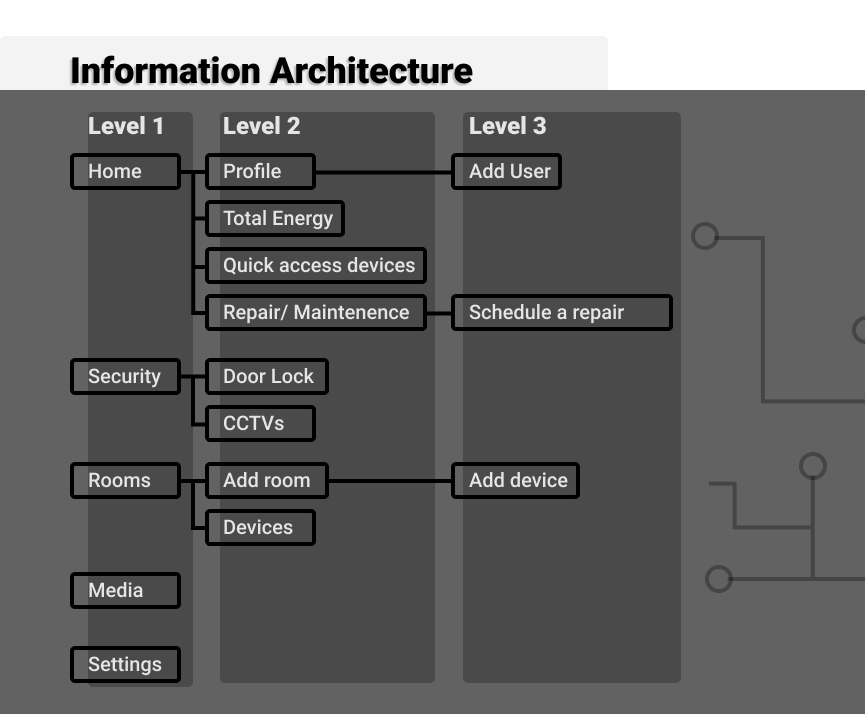 Information Architecture
Level 1 Level 2 Level 3
Home Profile Add User
Total Energy
Quick access devices
Repair/ Maintenence Schedule a repair
Security Door Lock
CCTVs
Rooms Add room Add device
Devices
Media
Settings